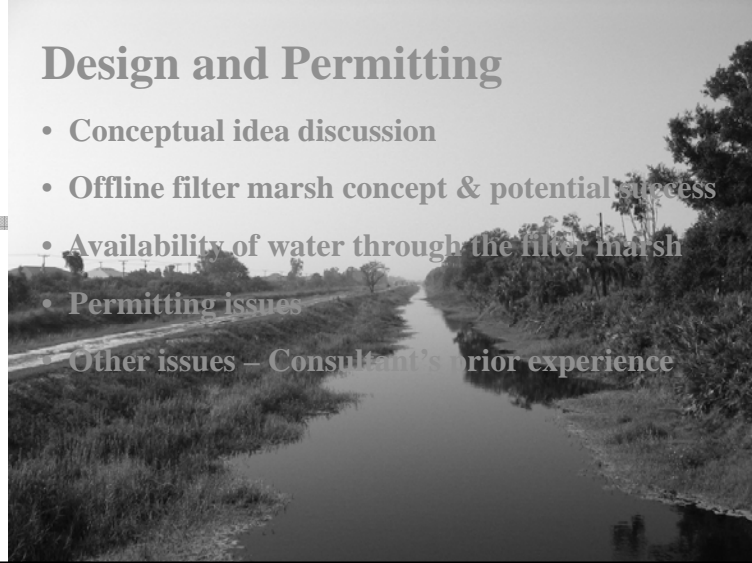 Design and Permitting
• Conceptual idea discussion
• Offline filter marsh concept & potential success
• Availability of water through the filter marsh
• Permitting issues
• Other issues – Consultant's prior experience